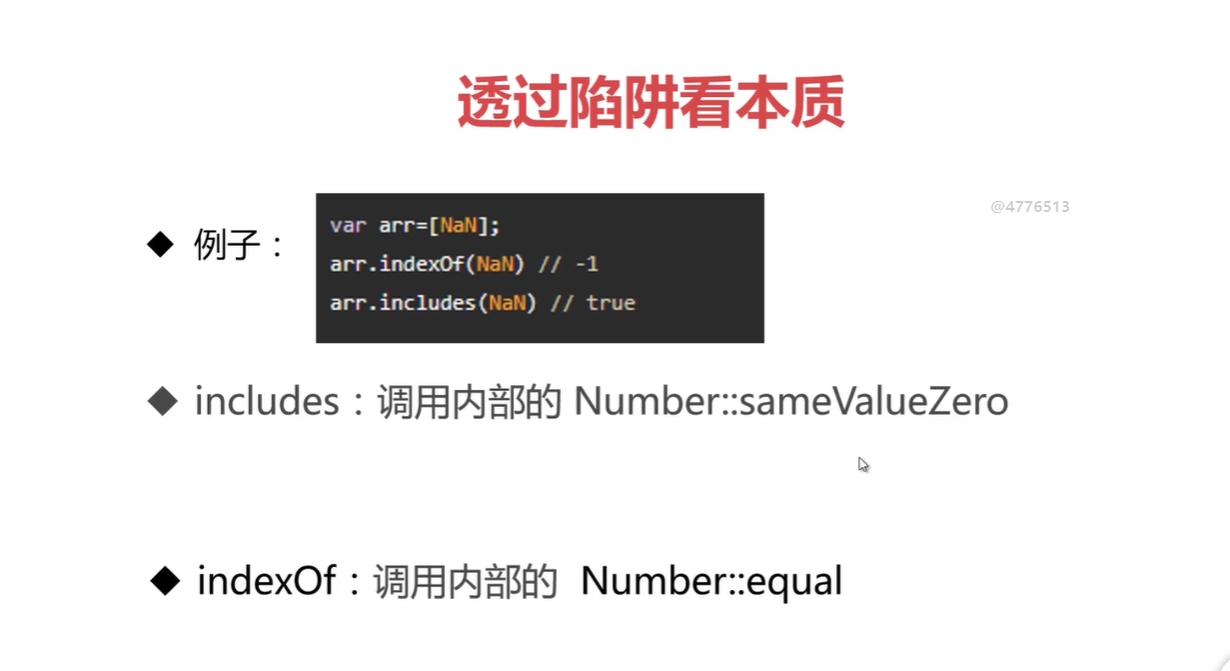 透过陷阱看本质
@4776513
例子：
var arr=[NaN];
arr.indexOf(NaN) // -1
arr.includes(NaN) // true
includes：调用内部的 Number::sameValueZero
indexOf：调用内部的 Number::equal